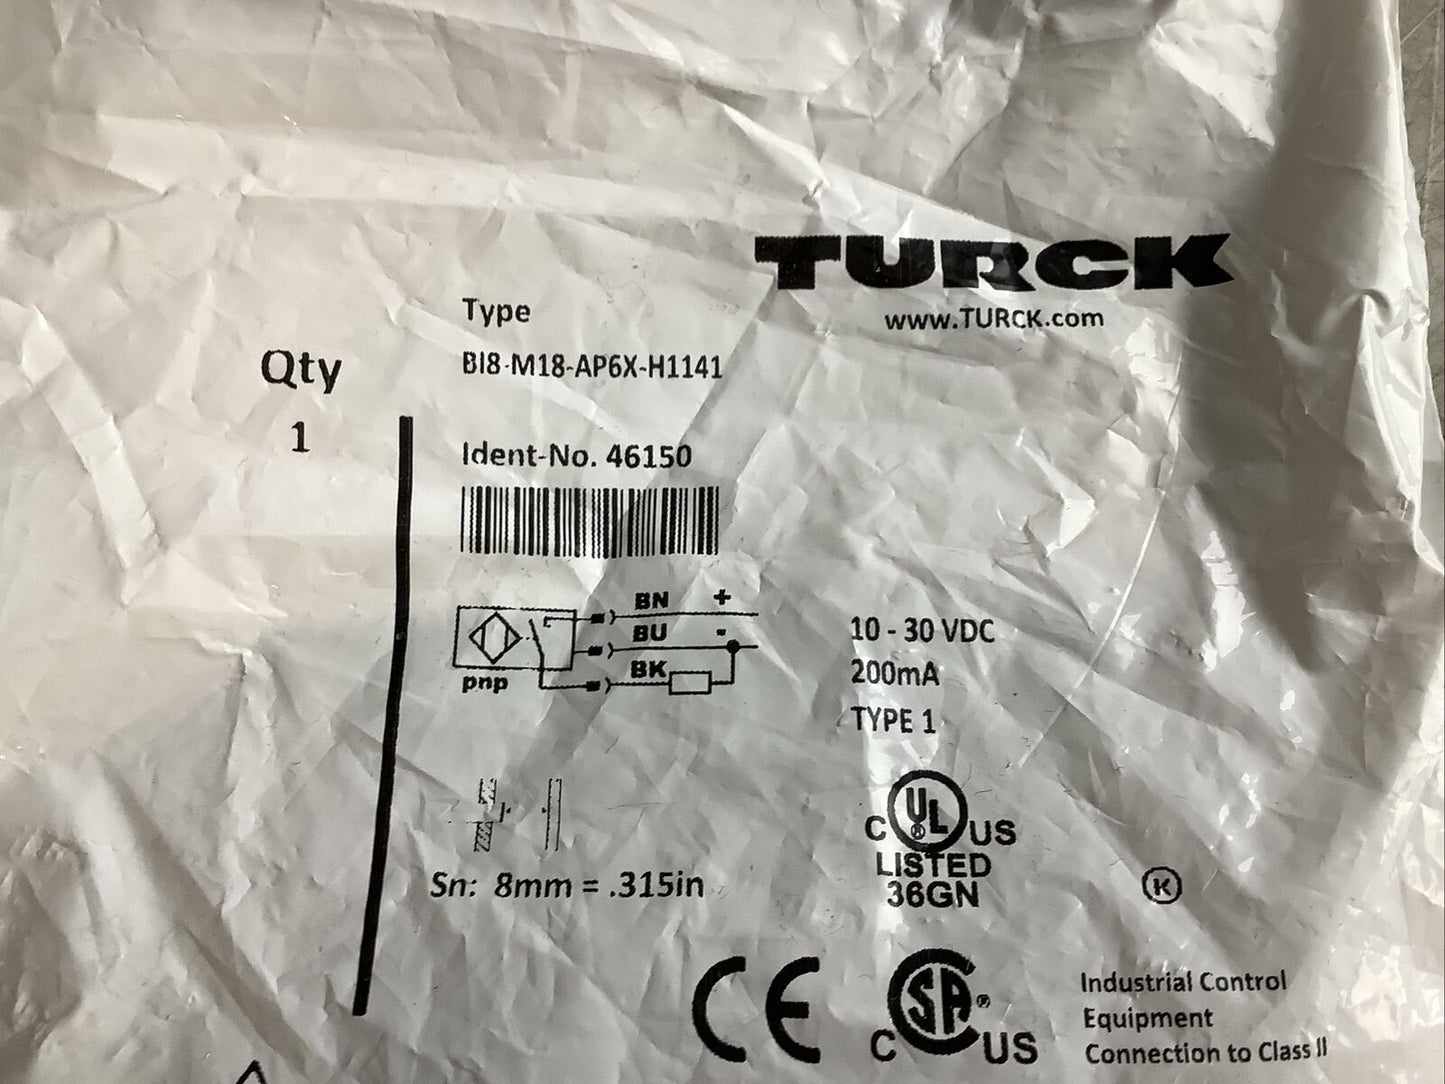 TURCK
www.TURCK.com
Type
BI8-M18-AP6X-H1141
Qty
1
Ident-No. 46150
BN +
BU -
BK
pnp
10 - 30 VDC
200mA
TYPE 1
Sn: 8mm = .315in
C UL ® US
LISTED
36GN
K
CE
C SA ® US
Industrial Control
Equipment
Connection to Class II